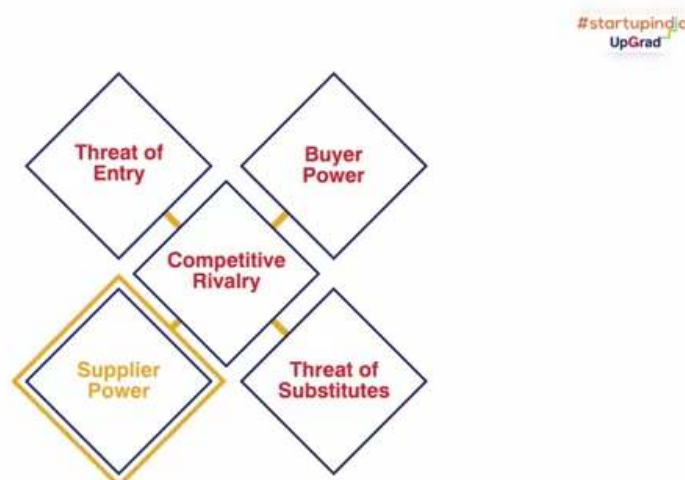 #startupindia
UpGrad
Threat of
Entry
Buyer
Power
Competitive
Rivalry
Supplier
Power
Threat of
Substitutes